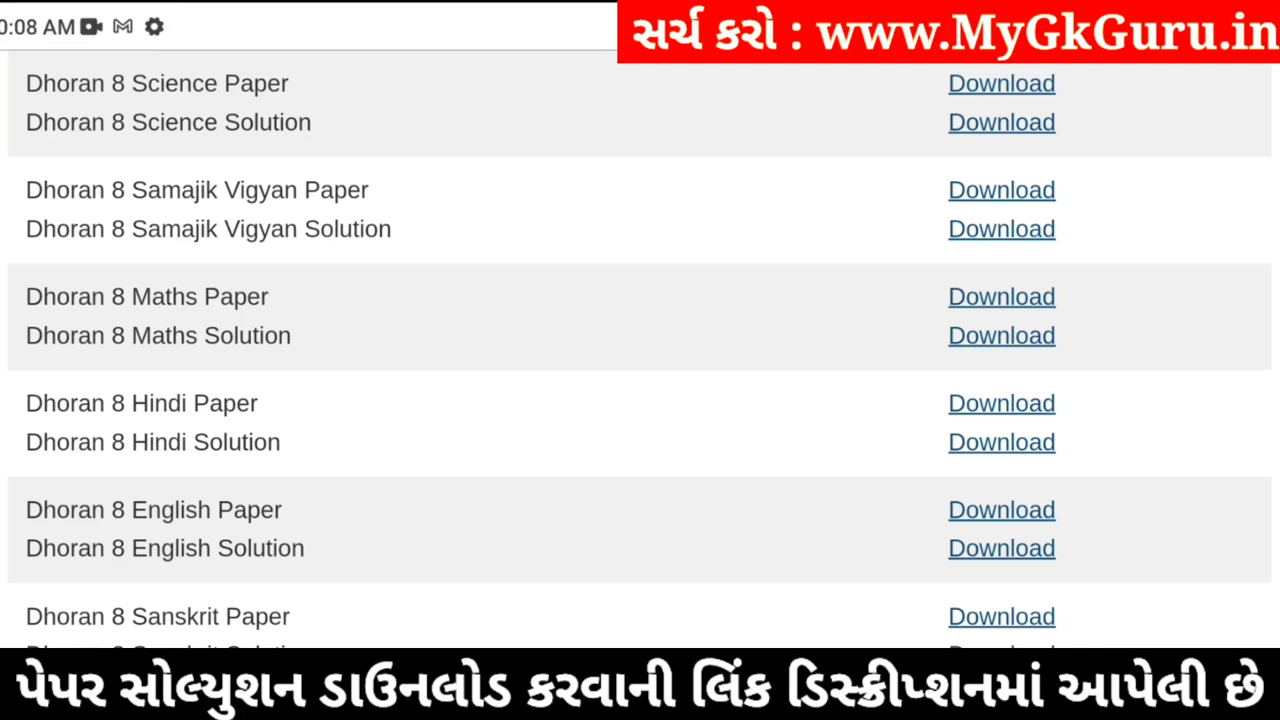 0:08 AM
સર્ચ કરો : www.MyGkGuru.in
Dhoran 8 Science Paper Download
Dhoran 8 Science Solution Download
Dhoran 8 Samajik Vigyan Paper Download
Dhoran 8 Samajik Vigyan Solution Download
Dhoran 8 Maths Paper Download
Dhoran 8 Maths Solution Download
Dhoran 8 Hindi Paper Download
Dhoran 8 Hindi Solution Download
Dhoran 8 English Paper Download
Dhoran 8 English Solution Download
Dhoran 8 Sanskrit Paper Download
પેપર સોલ્યુશન ડાઉનલોડ કરવાની લિંક ડિસ્ક્રીપ્શનમાં આપેલી છે